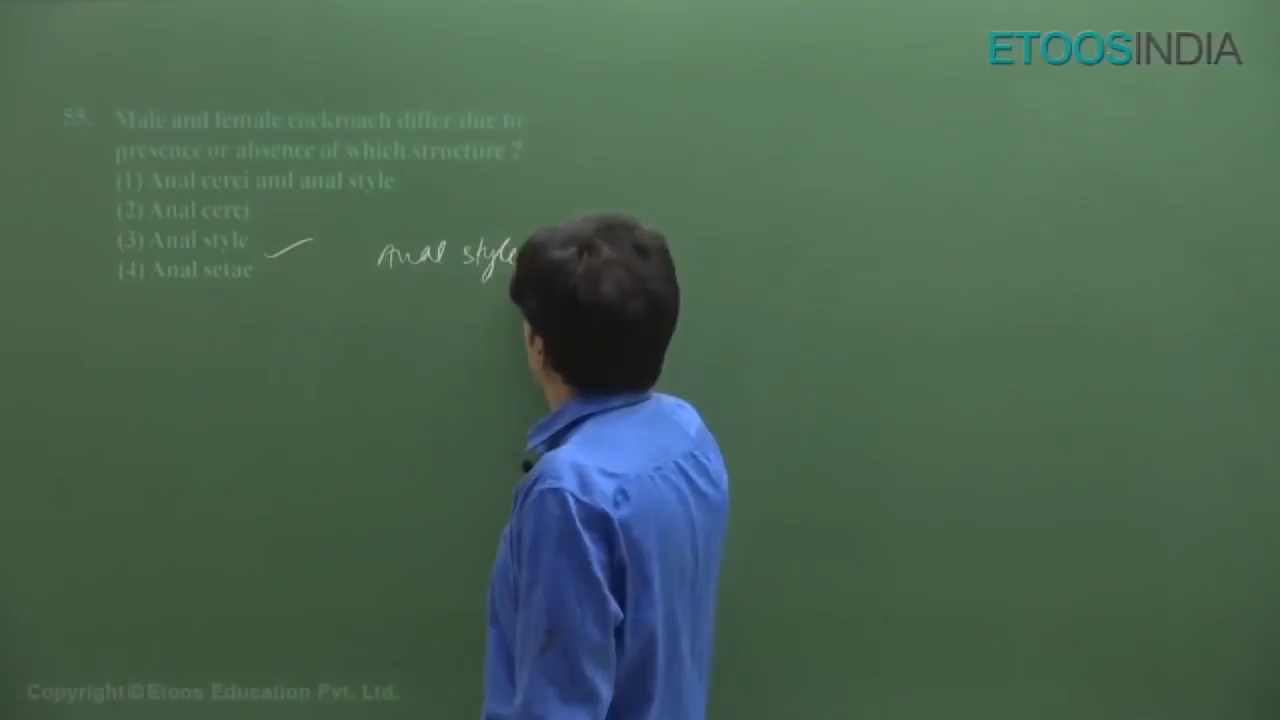 ETOOSINDIA
55. Male and female cockroach differ due to
presence or absence of which structure ?
(1) Anal cerci and anal style
(2) Anal cerci
(3) Anal style
Anal style
(4) Anal setae
Copyright © Etoos Education Pvt. Ltd.